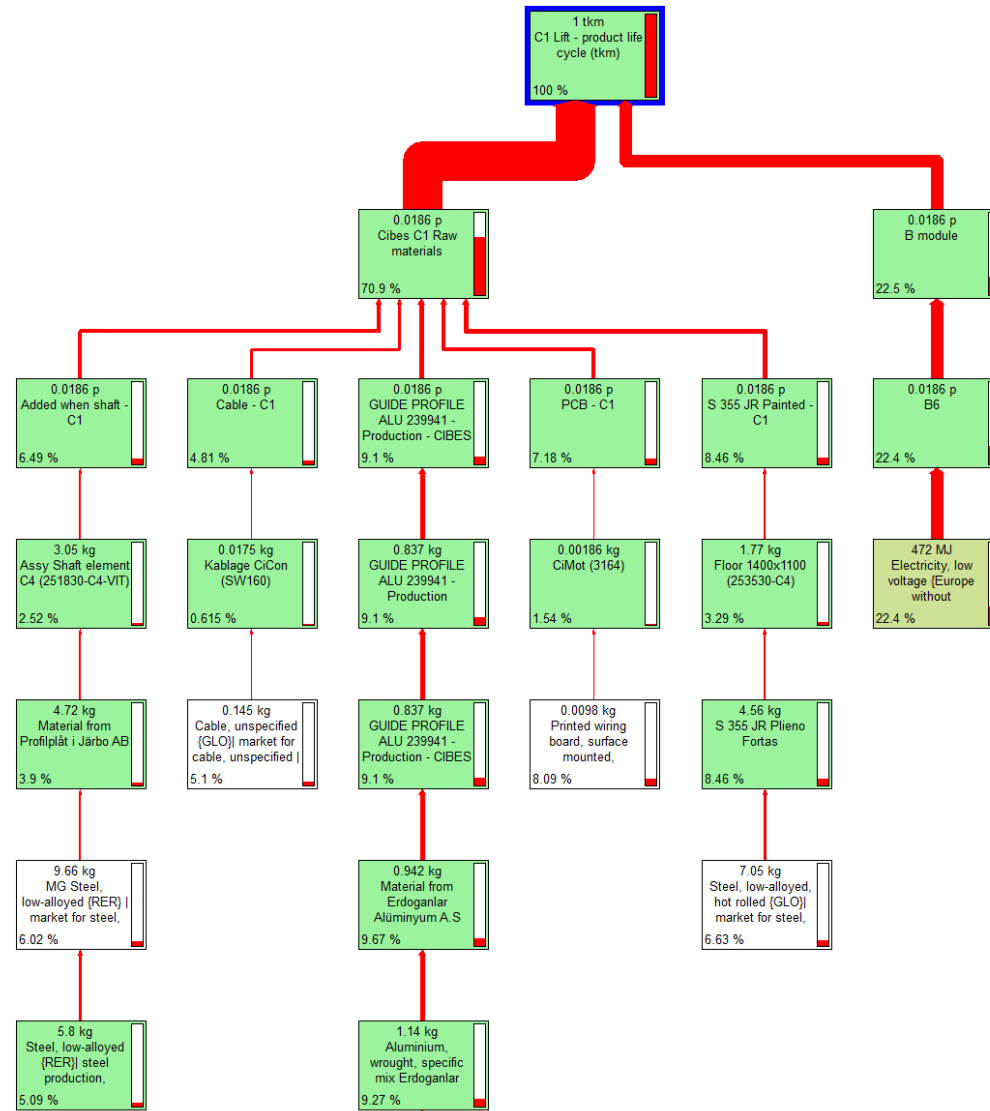 1 tkm
C1 Lift - product life
cycle (tkm)
100 %
0.0186 p
Cibes C1 Raw
materials
70.9 %
0.0186 p
B module
22.5 %
0.0186 p
Added when shaft -
C1
6.49 %
0.0186 p
Cable - C1
4.81 %
0.0186 p
GUIDE PROFILE
ALU 239941 -
Production - CIBES
9.1 %
0.0186 p
PCB - C1
7.18 %
0.0186 p
S 355 JR Painted -
C1
8.46 %
0.0186 p
B6
22.4 %
3.05 kg
Assy Shaft element
C4 (251830-C4-VIT)
2.52 %
0.0175 kg
Kablage CiCon
(SW160)
0.615 %
0.837 kg
GUIDE PROFILE
ALU 239941 -
Production
9.1 %
0.00186 kg
CiMot (3164)
1.54 %
1.77 kg
Floor 1400x1100
(253530-C4)
3.29 %
472 MJ
Electricity, low
voltage {Europe
without
22.4 %
4.72 kg
Material from
Profilplåt i Järbo AB
3.9 %
0.145 kg
Cable, unspecified
{GLO}| market for
cable, unspecified |
5.1 %
0.837 kg
GUIDE PROFILE
ALU 239941 -
Production - CIBES
9.1 %
0.0098 kg
Printed wiring
board, surface
mounted,
8.09 %
4.56 kg
S 355 JR Plieno
Fortas
8.46 %
9.66 kg
MG Steel,
low-alloyed {RER} |
market for steel,
6.02 %
0.942 kg
Material from
Erdoganlar
Alüminyum A.S
9.67 %
7.05 kg
Steel, low-alloyed,
hot rolled {GLO}|
market for steel,
6.63 %
5.8 kg
Steel, low-alloyed
{RER}| steel
production,
5.09 %
1.14 kg
Aluminium,
wrought, specific
mix Erdoganlar
9.27 %